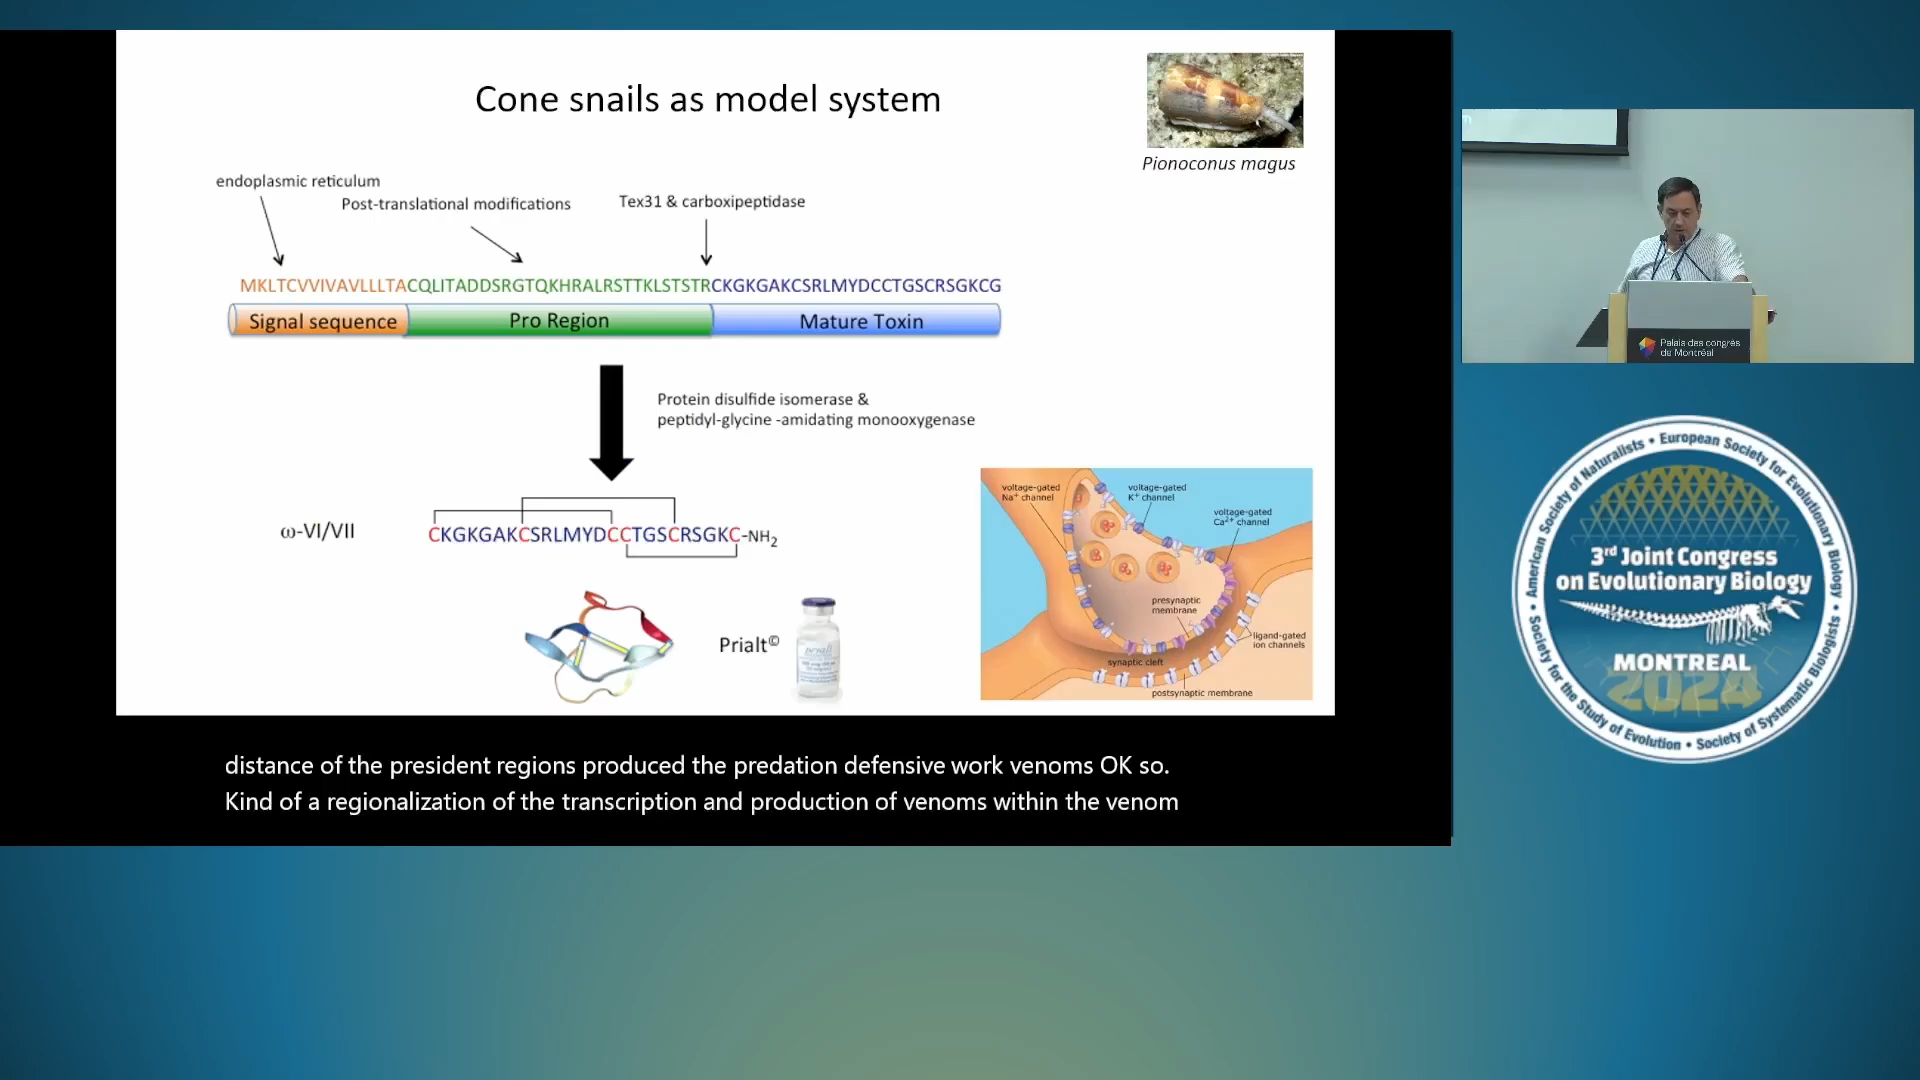 Cone snails as model system
Pionoconus magus
endoplasmic reticulum
Post-translational modifications
Tex31 & carboxipeptidase
MKLTCVVIVAVLLLTACQLITADDSRGTQKHRALRSTTKLSTSTRCKGKGAKCSRLMYDCCTGSCRSGKCG
Signal sequence
Pro Region
Mature Toxin
Protein disulfide isomerase &
peptidyl-glycine -amidating monooxygenase
ω-VI/VII
CKGKGAKCSRLMYDCCTGSCRSGKC-NH2
Prialt©
prialt
voltage-gated
Na+ channel
voltage-gated
K+ channel
voltage-gated
Ca2+ channel
presynaptic
membrane
ligand-gated
ion channels
synaptic cleft
postsynaptic membrane
distance of the president regions produced the predation defensive work venoms OK so.
Kind of a regionalization of the transcription and production of venoms within the venom
Palais des congrès
de Montréal
American Society of Naturalists • European Society for Evolutionary Biology • Society of Systematic Biologists • Society for the Study of Evolution •
3rd Joint Congress
on Evolutionary Biology
MONTREAL
2024